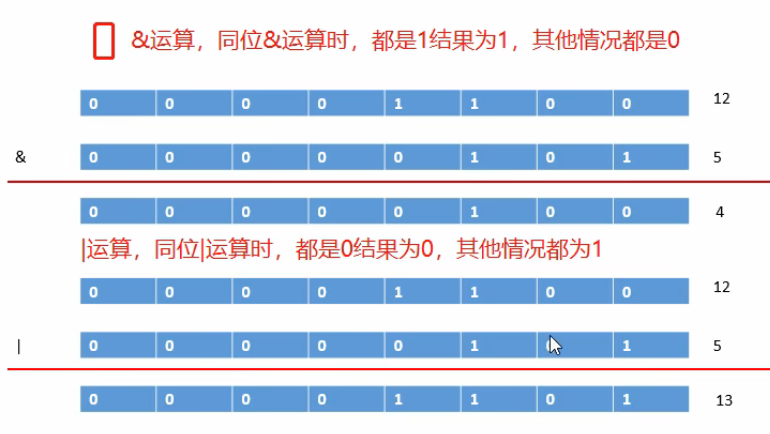 &运算，同位&运算时，都是1结果为1，其他情况都是0
0 0 0 0 1 1 0 0 12
& 0 0 0 0 0 1 0 1 5
0 0 0 0 0 1 0 0 4
|运算，同位|运算时，都是0结果为0，其他情况都为1
0 0 0 0 1 1 0 0 12
| 0 0 0 0 0 1 1 5
0 0 0 0 1 1 0 1 13